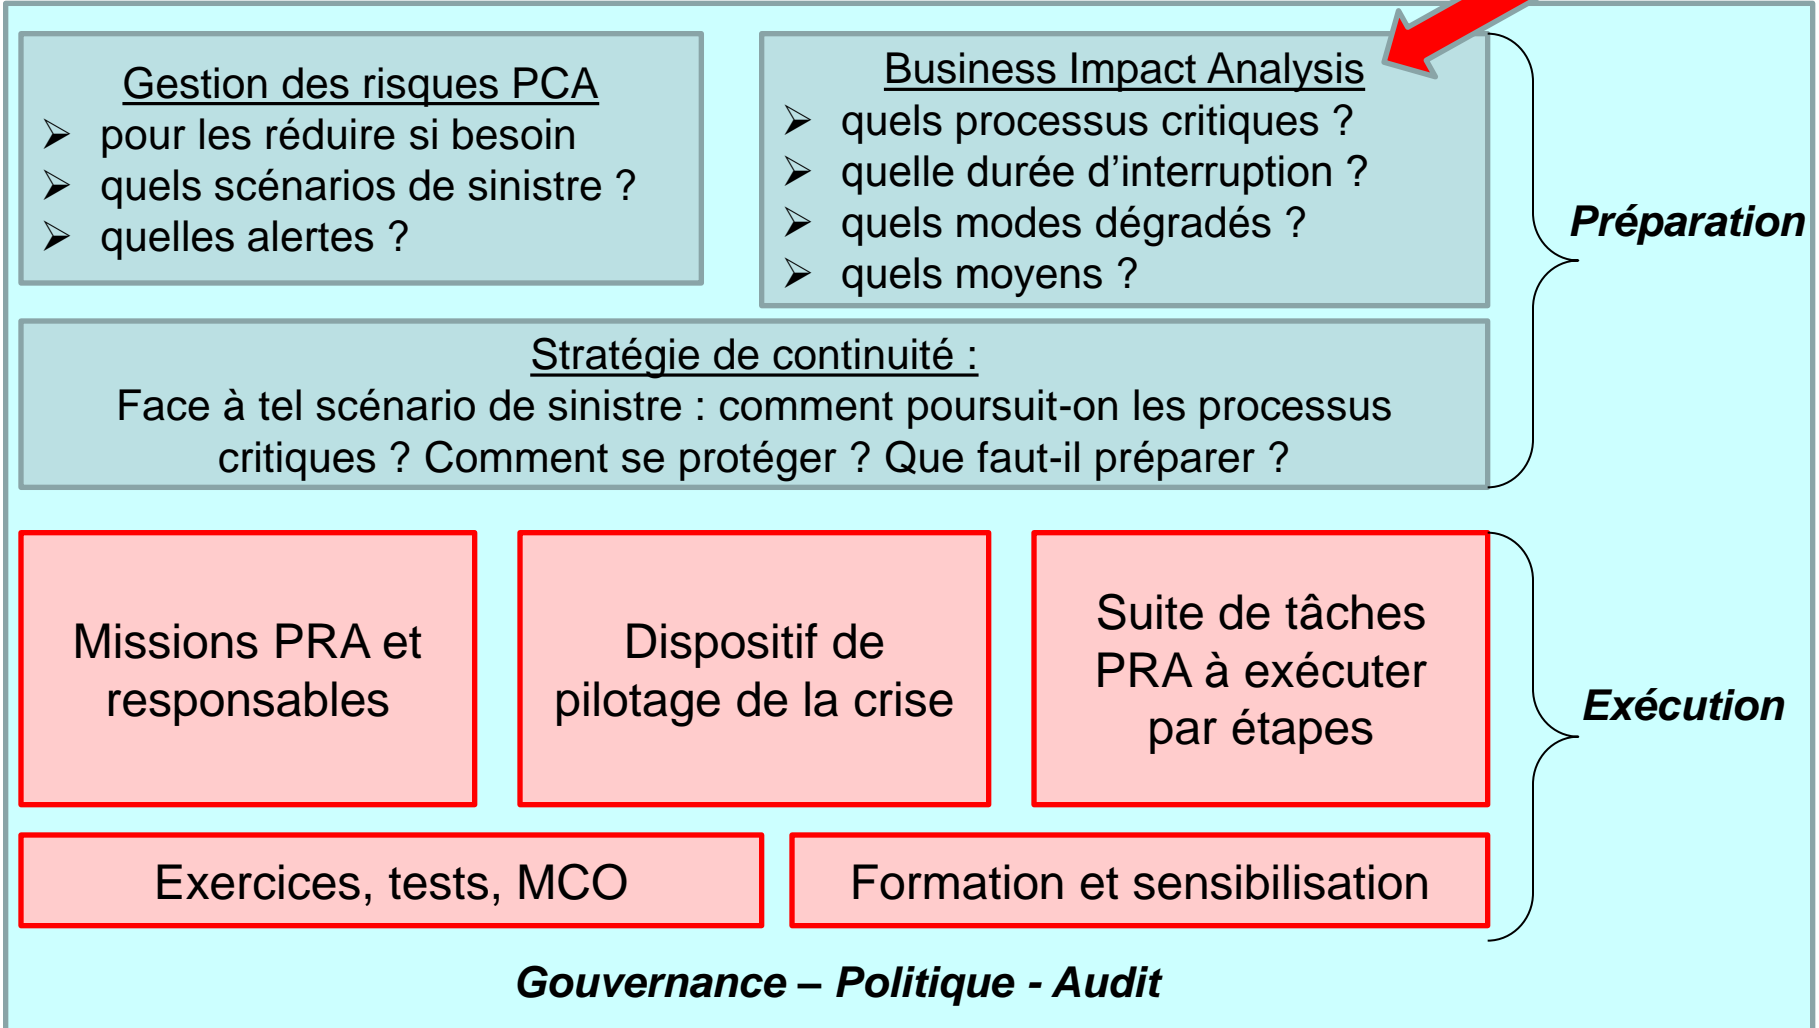 Gestion des risques PCA
➢ pour les réduire si besoin
➢ quels scénarios de sinistre ?
➢ quelles alertes ?
Business Impact Analysis
➢ quels processus critiques ?
➢ quelle durée d’interruption ?
➢ quels modes dégradés ?
➢ quels moyens ?
Préparation
Stratégie de continuité :
Face à tel scénario de sinistre : comment poursuit-on les processus
critiques ? Comment se protéger ? Que faut-il préparer ?
Missions PRA et
responsables
Dispositif de
pilotage de la crise
Suite de tâches
PRA à exécuter
par étapes
Exécution
Exercices, tests, MCO
Formation et sensibilisation
Gouvernance – Politique - Audit